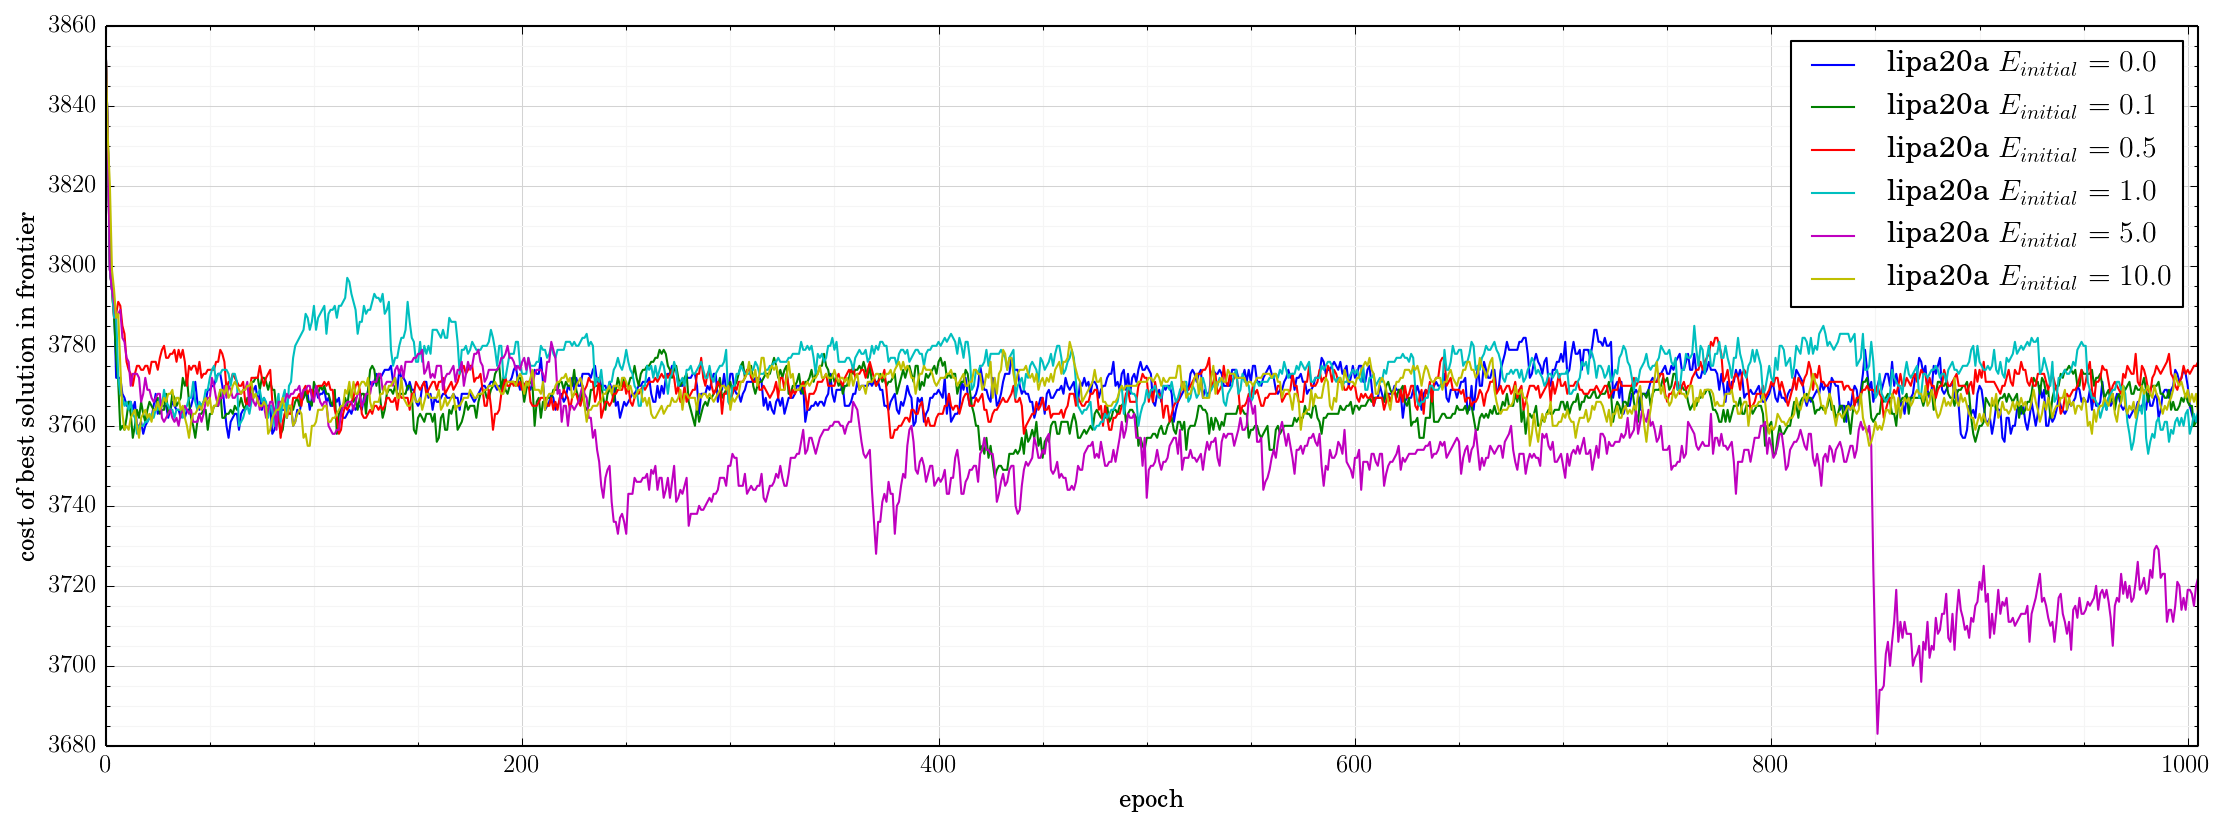 3860
3840
3820
3800
3780
3760
3740
3720
3700
3680
cost of best solution in frontier
0
200
400
600
800
1000
epoch
lipa20a E_initial = 0.0
lipa20a E_initial = 0.1
lipa20a E_initial = 0.5
lipa20a E_initial = 1.0
lipa20a E_initial = 5.0
lipa20a E_initial = 10.0